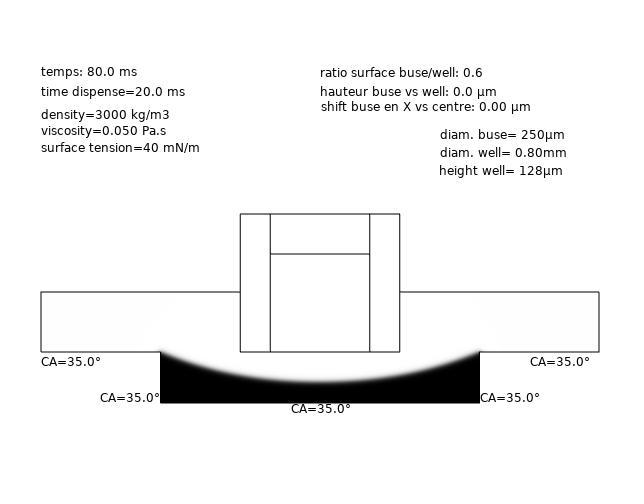 temps: 80.0 ms
time dispense=20.0 ms
density=3000 kg/m3
viscosity=0.050 Pa.s
surface tension=40 mN/m
ratio surface buse/well: 0.6
hauteur buse vs well: 0.0 µm
shift buse en X vs centre: 0.00 µm
diam. buse= 250µm
diam. well= 0.80mm
height well= 128µm
CA=35.0°
CA=35.0°
CA=35.0°
CA=35.0°
CA=35.0°